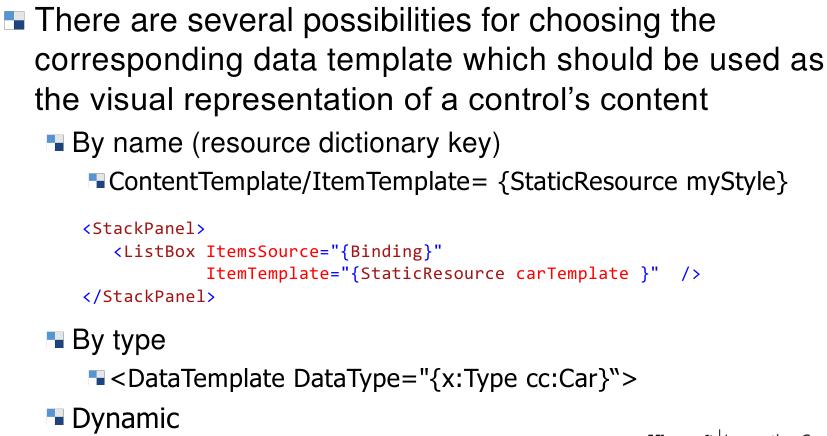 There are several possibilities for choosing the
corresponding data template which should be used as
the visual representation of a control's content
By name (resource dictionary key)
ContentTemplate/ItemTemplate= {StaticResource myStyle}
<StackPanel>
<ListBox ItemsSource="{Binding}"
ItemTemplate="{StaticResource carTemplate }" />
</StackPanel>
By type
<DataTemplate DataType="{x:Type cc:Car}“>
Dynamic